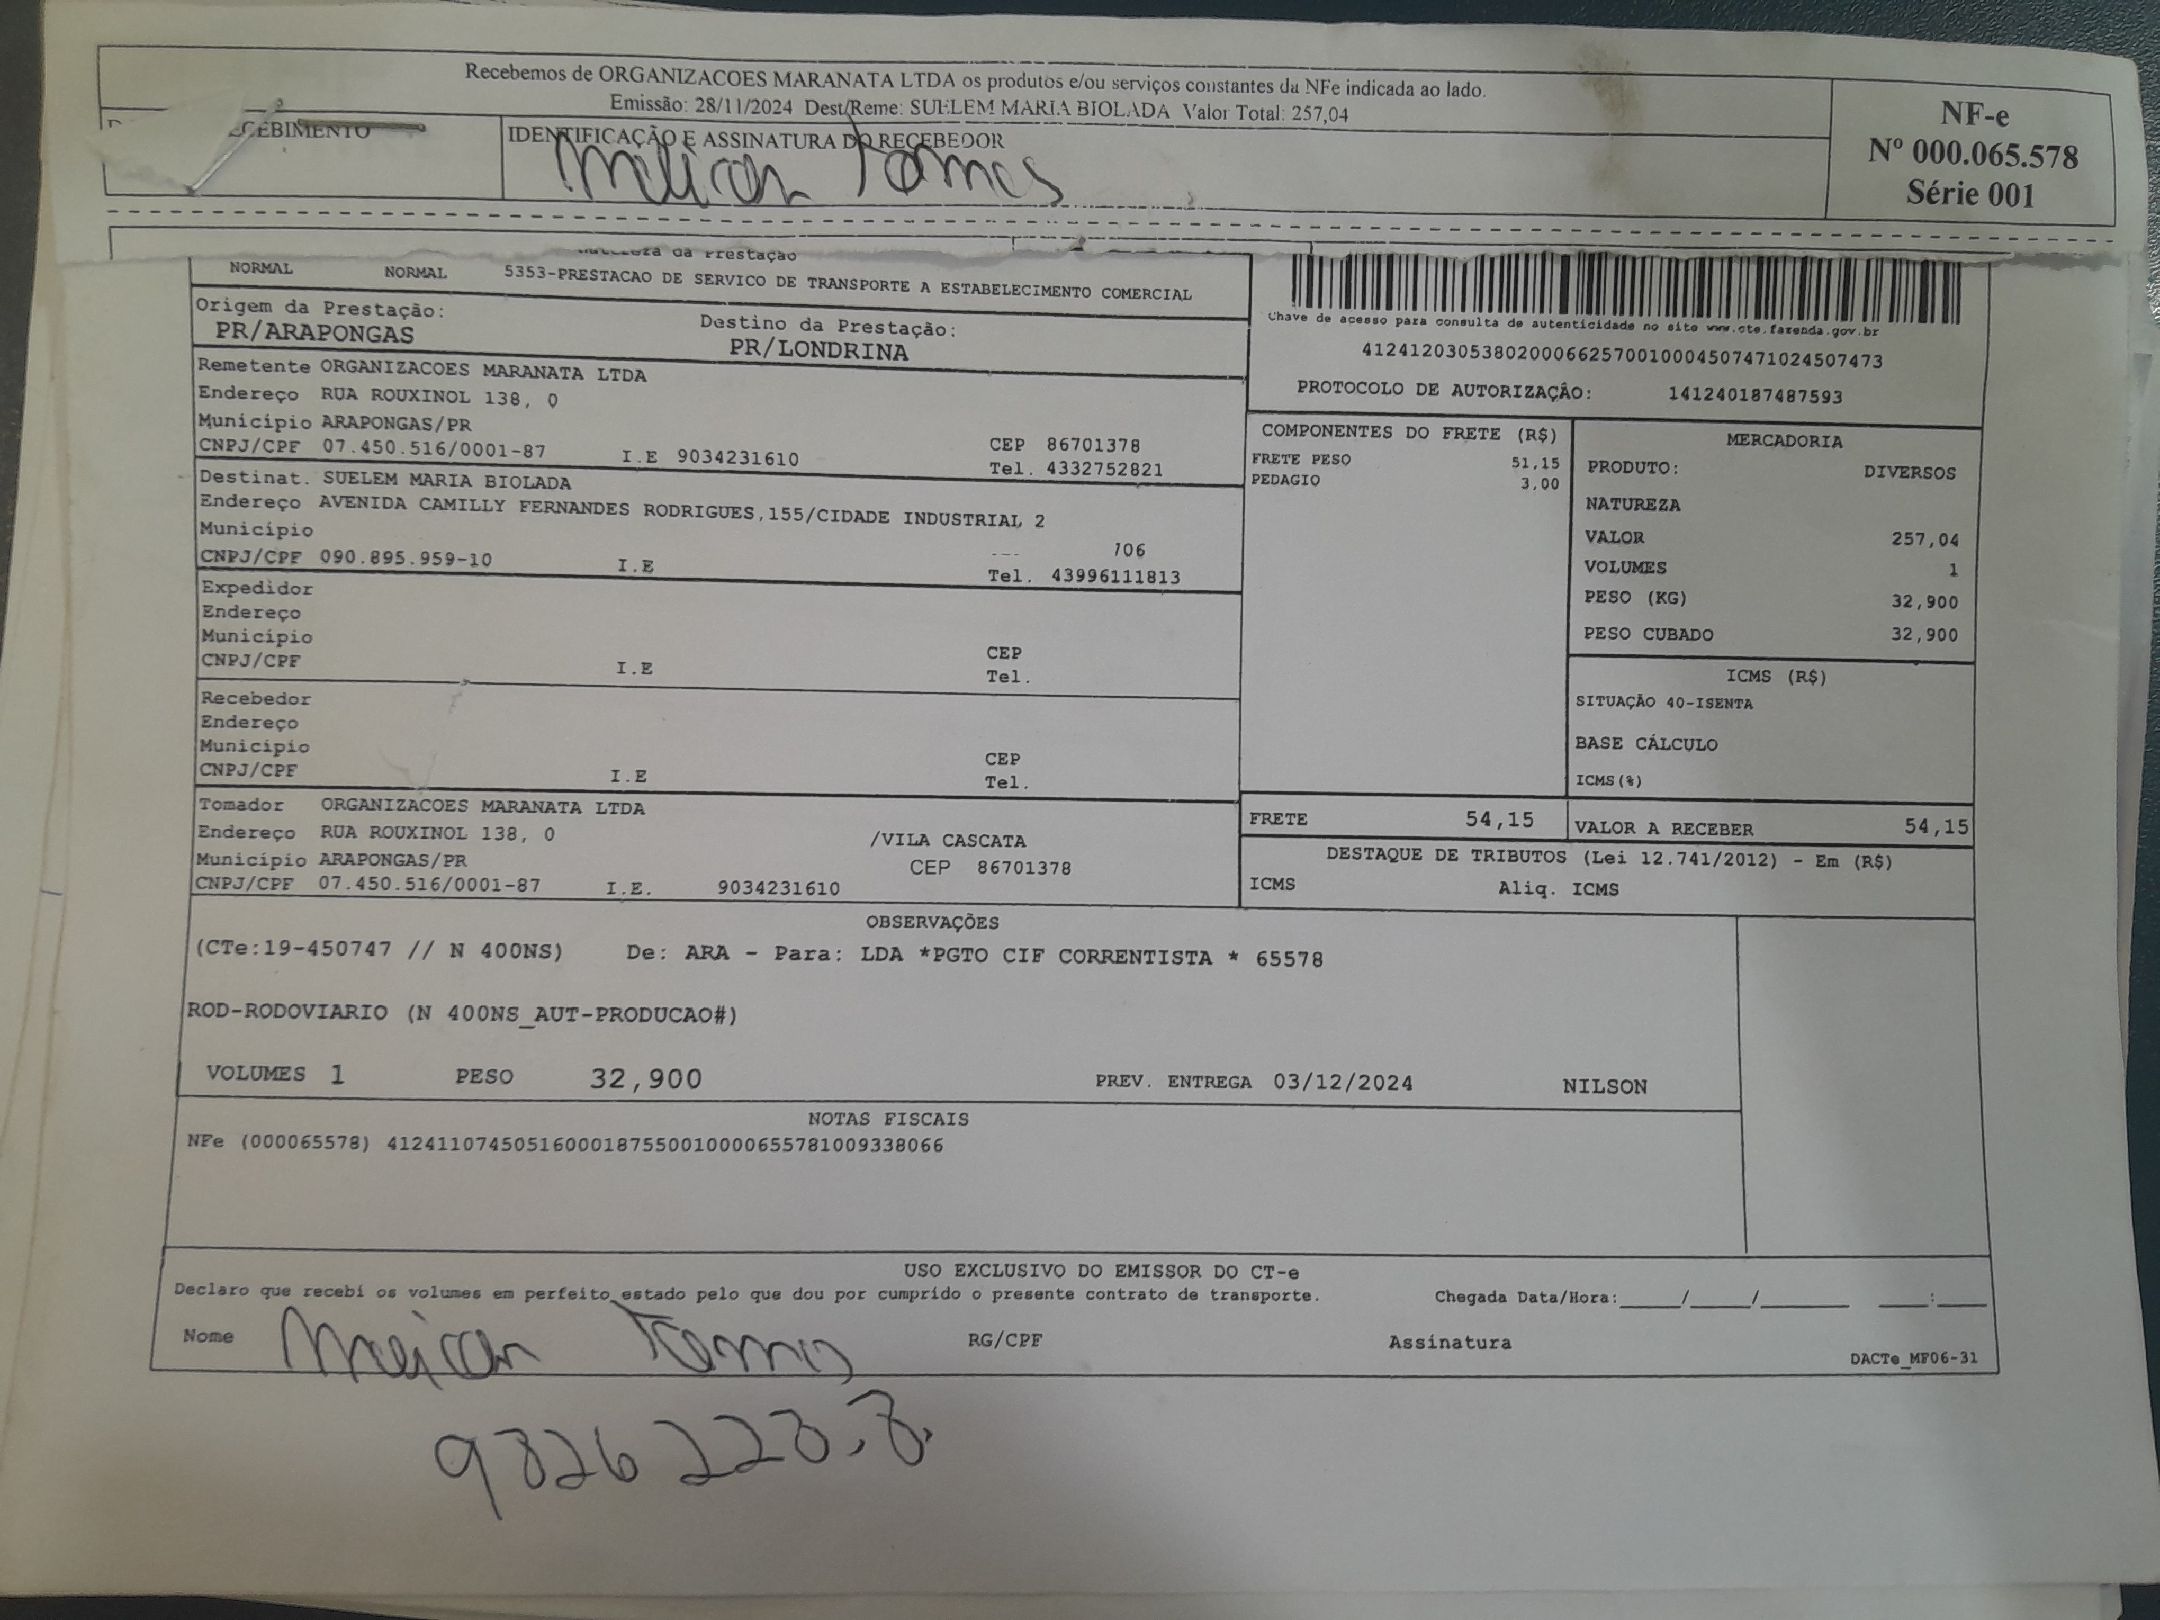 Recebemos de ORGANIZACOES MARANATA LTDA os produtos e/ou serviços constantes da NFe indicada ao lado.
Emissão: 28/11/2024 Dest/Reme: SUELEM MARIA BIOLADA Valor Total: 257,04
IDENTIFICAÇÃO E ASSINATURA DO RECEBEDOR
NF-e
Nº 000.065.578
Série 001
NORMAL NORMAL 5353-PRESTACAO DE SERVICO DE TRANSPORTE A ESTABELECIMENTO COMERCIAL
Origem da Prestação: Destino da Prestação:
PR/ARAPONGAS PR/LONDRINA
Chave de acesso para consulta de autenticidade no site www.cte.fazenda.gov.br
41241203053802000662570010004507471024507473
PROTOCOLO DE AUTORIZAÇÂO: 141240187487593
Remetente ORGANIZACOES MARANATA LTDA
Endereço RUA ROUXINOL 138, 0
Município ARAPONGAS/PR CEP 86701378
CNPJ/CPF 07.450.516/0001-87 I.E 9034231610 Tel. 4332752821
Destinat. SUELEM MARIA BIOLADA
Endereço AVENIDA CAMILLY FERNANDES RODRIGUES,155/CIDADE INDUSTRIAL 2
Município 106
CNPJ/CPF 090.895.959-10 I.E Tel. 43996111813
Expedidor
Endereço
Município CEP
CNPJ/CPF I.E Tel.
Recebedor
Endereço
Município CEP
CNPJ/CPF I.E Tel.
Tomador ORGANIZACOES MARANATA LTDA
Endereço RUA ROUXINOL 138, 0 /VILA CASCATA
Município ARAPONGAS/PR CEP 86701378
CNPJ/CPF 07.450.516/0001-87 I.E. 9034231610
COMPONENTES DO FRETE (R$)
FRETE PESO 51,15
PEDAGIO 3,00
MERCADORIA
PRODUTO: DIVERSOS
NATUREZA
VALOR 257,04
VOLUMES 1
PESO (KG) 32,900
PESO CUBADO 32,900
ICMS (R$)
SITUAÇÃO 40-ISENTA
BASE CÁLCULO
ICMS(%)
FRETE 54,15 VALOR A RECEBER 54,15
DESTAQUE DE TRIBUTOS (Lei 12.741/2012) - Em (R$)
ICMS Aliq. ICMS
OBSERVAÇÕES
(CTe:19-450747 // N 400NS) De: ARA - Para: LDA *PGTO CIF CORRENTISTA * 65578
ROD-RODOVIARIO (N 400NS_AUT-PRODUCAO#)
VOLUMES 1 PESO 32,900 PREV. ENTREGA 03/12/2024 NILSON
NOTAS FISCAIS
NFe (000065578) 41241107450516000187550010000655781009338066
USO EXCLUSIVO DO EMISSOR DO CT-e
Declaro que recebi os volumes em perfeito estado pelo que dou por cumprido o presente contrato de transporte. Chegada Data/Hora:____/____/______ ___:___
Nome RG/CPF Assinatura
DACTe_MF06-31